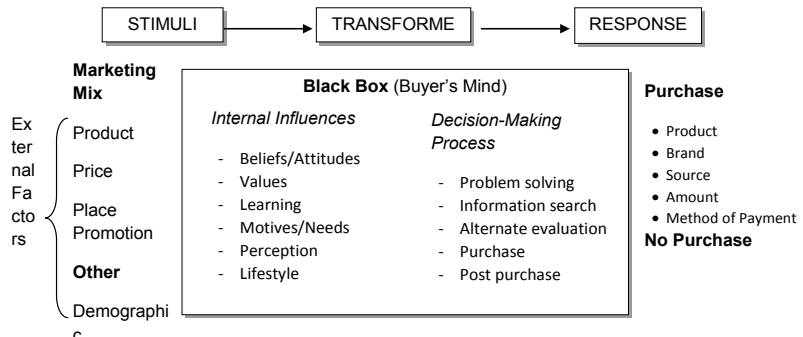 STIMULI
TRANSFORME
RESPONSE
Marketing
Mix
Ex
ter
nal
Fa
cto
rs
Product
Price
Place
Promotion
Other
Demographi
c
Black Box (Buyer's Mind)
Internal Influences
- Beliefs/Attitudes
- Values
- Learning
- Motives/Needs
- Perception
- Lifestyle
Decision-Making
Process
- Problem solving
- Information search
- Alternate evaluation
- Purchase
- Post purchase
Purchase
• Product
• Brand
• Source
• Amount
• Method of Payment
No Purchase